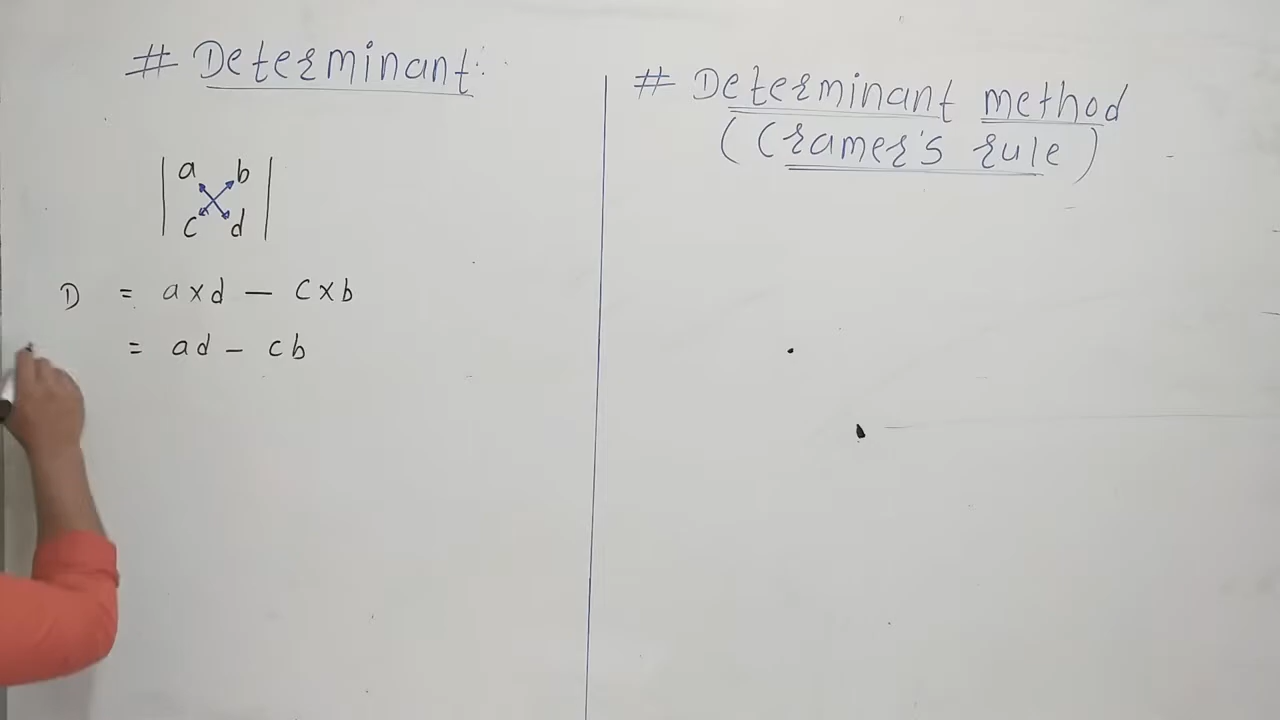 # Determinant:
| a b |
| c d |
D = a x d - c x b
= ad - cb
# Determinant method
(Cramer's rule)